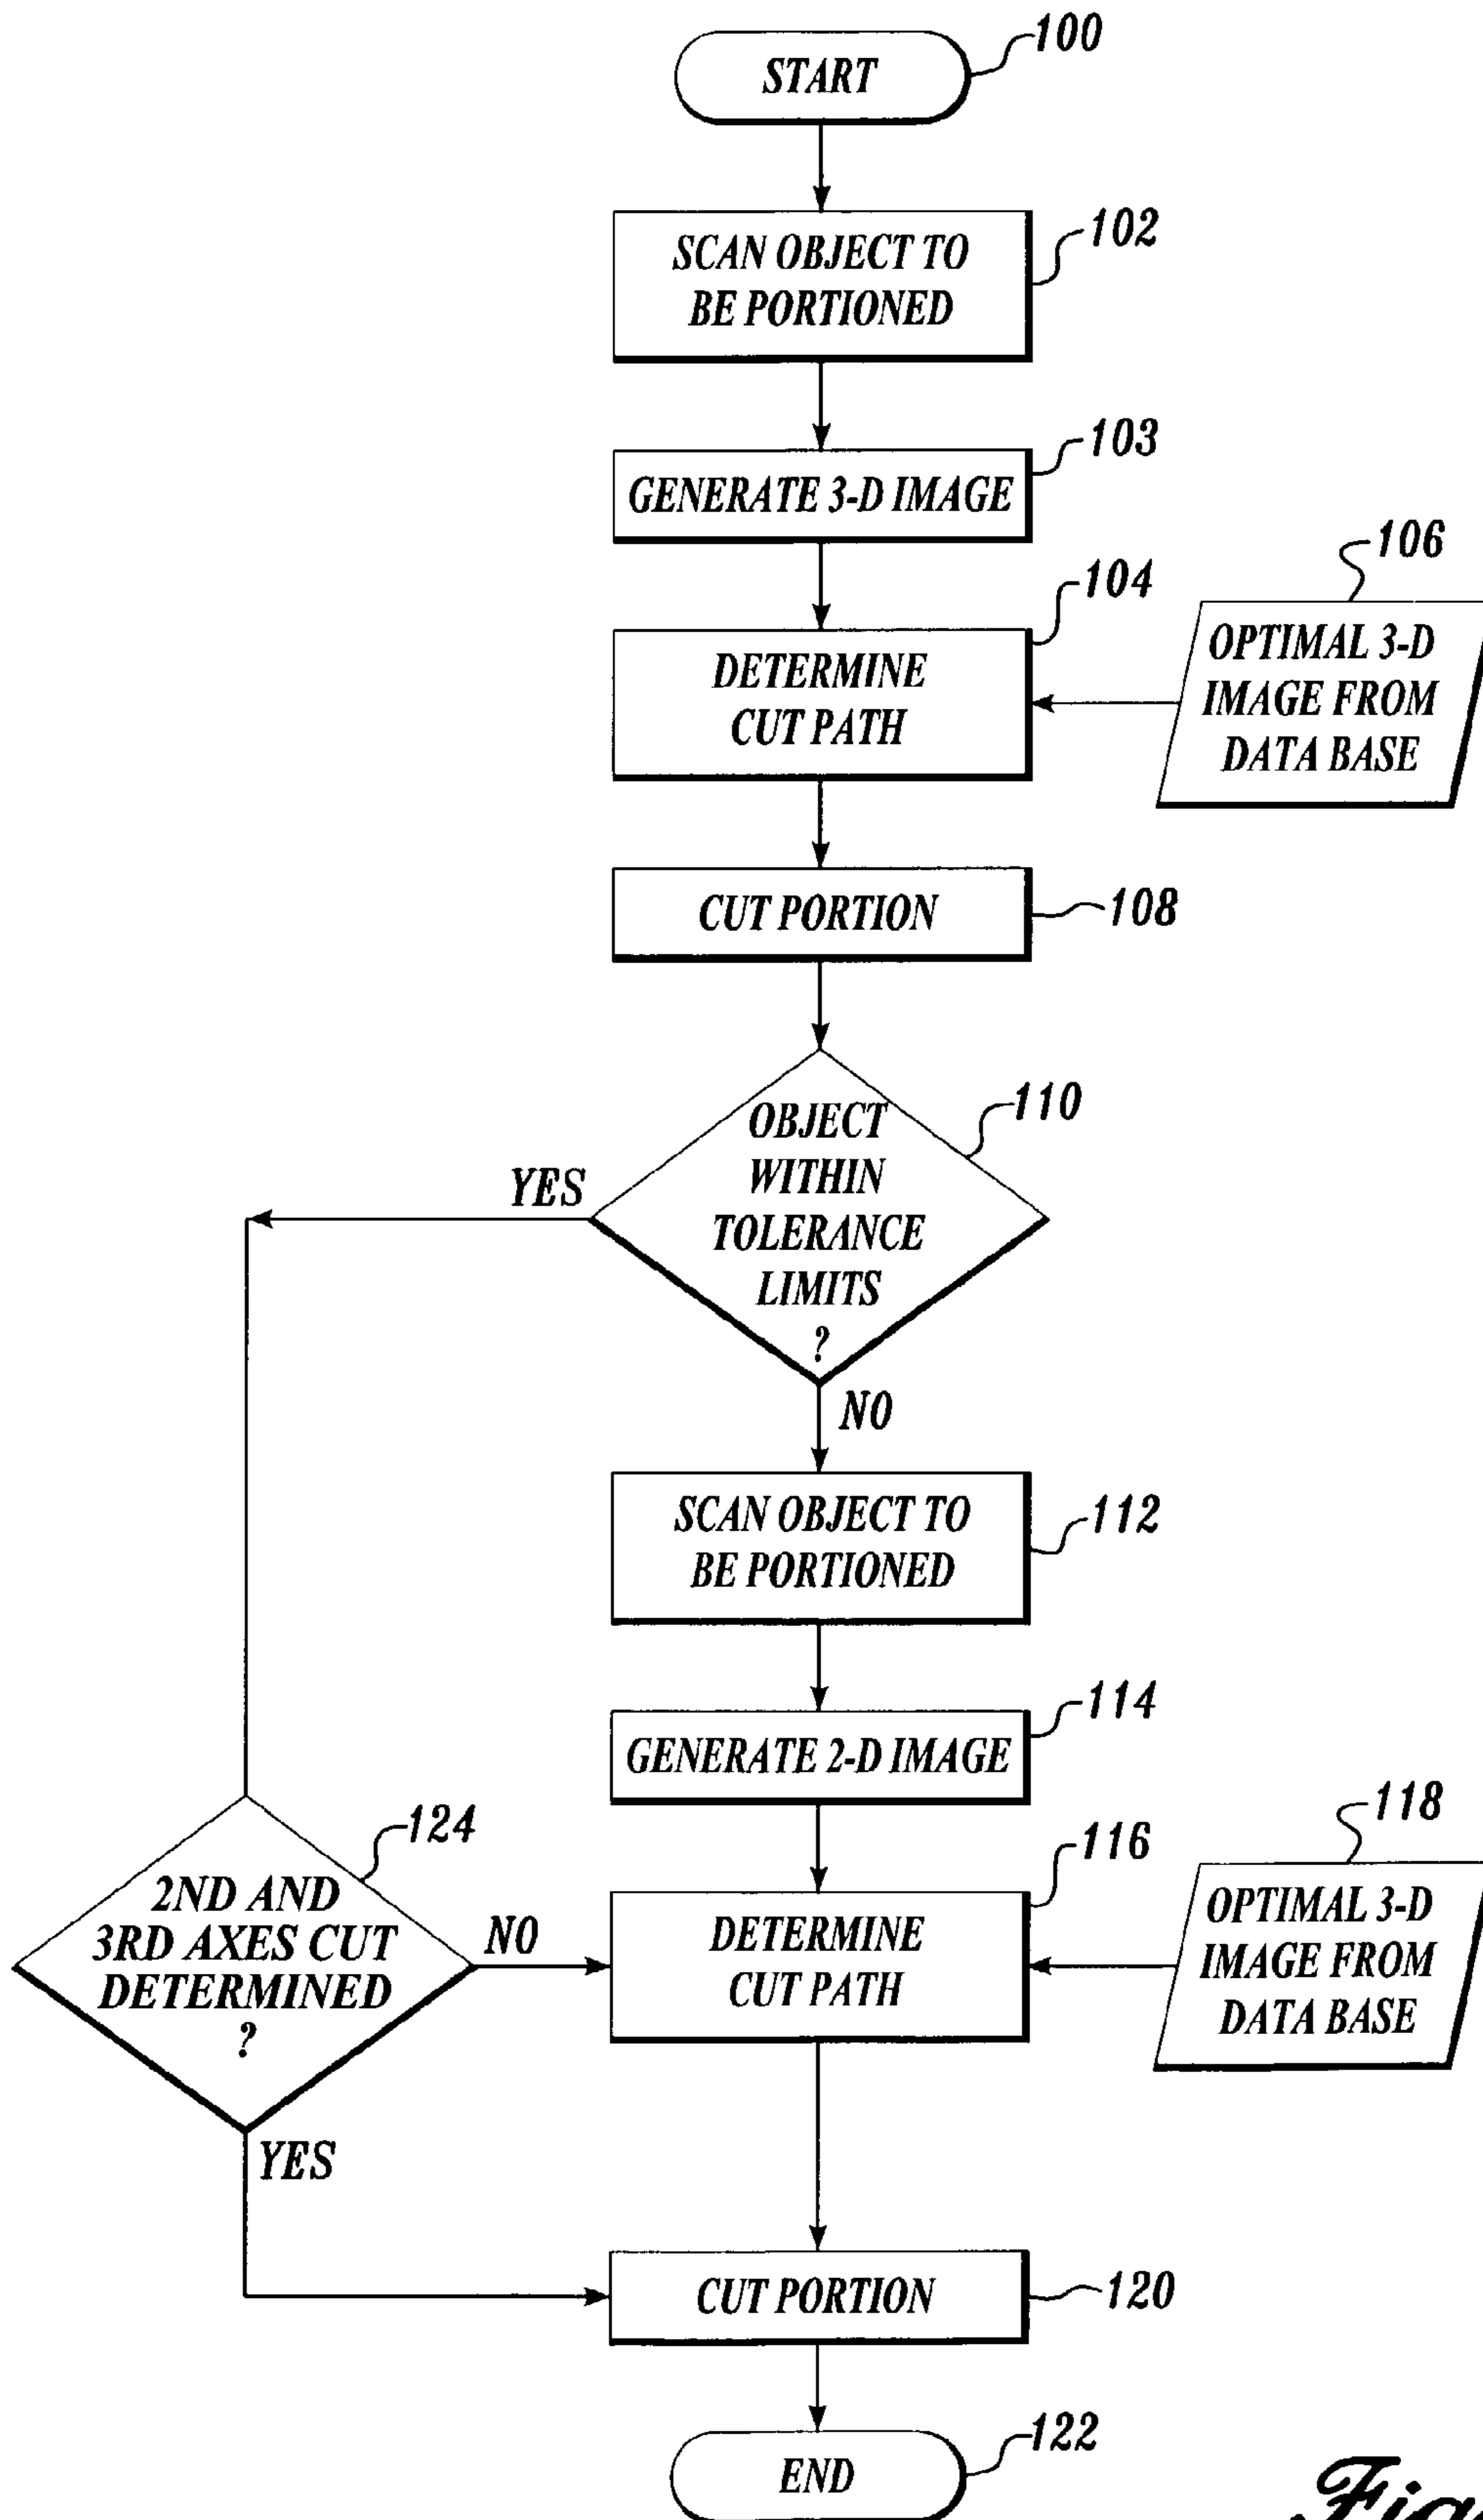 START
100
SCAN OBJECT TO
BE PORTIONED
102
GENERATE 3-D IMAGE
103
DETERMINE
CUT PATH
104
OPTIMAL 3-D
IMAGE FROM
DATA BASE
106
CUT PORTION
108
OBJECT
WITHIN
TOLERANCE
LIMITS
?
110
YES
NO
SCAN OBJECT TO
BE PORTIONED
112
GENERATE 2-D IMAGE
114
2ND AND
3RD AXES CUT
DETERMINED
?
124
NO
YES
DETERMINE
CUT PATH
116
OPTIMAL 3-D
IMAGE FROM
DATA BASE
118
CUT PORTION
120
END
122
Fig